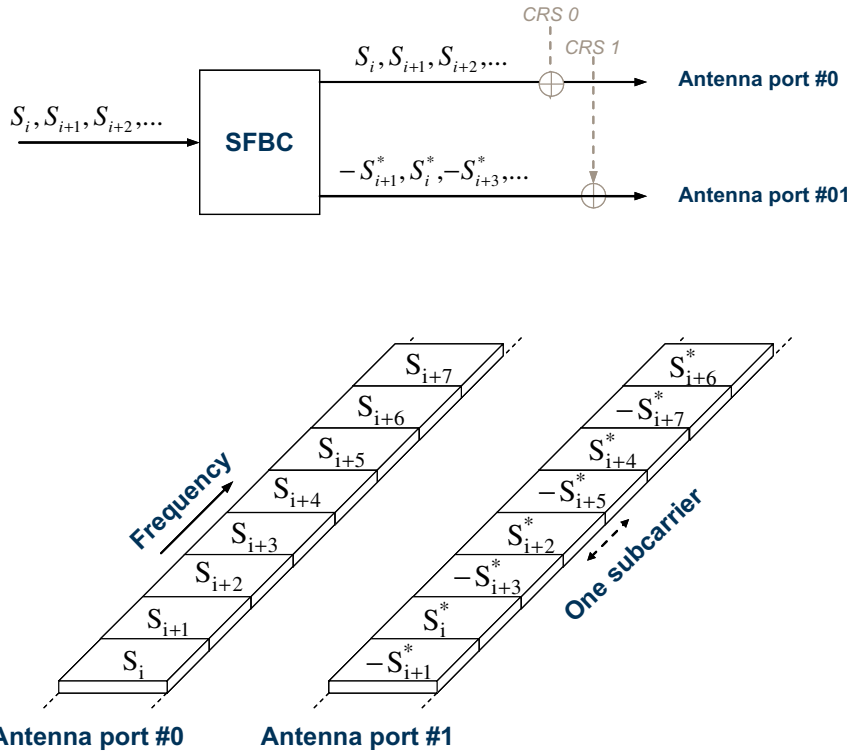 CRS 0
CRS 1
S_i, S_{i+1}, S_{i+2},...
Antenna port #0
S_i, S_{i+1}, S_{i+2},...
SFBC
-S^*_{i+1}, S^*_i, -S^*_{i+3},...
Antenna port #01
S_{i+7}
S_{i+6}
S_{i+5}
S_{i+4}
S_{i+3}
S_{i+2}
S_{i+1}
S_i
Frequency
S^*_{i+6}
-S^*_{i+7}
S^*_{i+4}
-S^*_{i+5}
S^*_{i+2}
-S^*_{i+3}
S^*_i
-S^*_{i+1}
One subcarrier
Antenna port #0
Antenna port #1